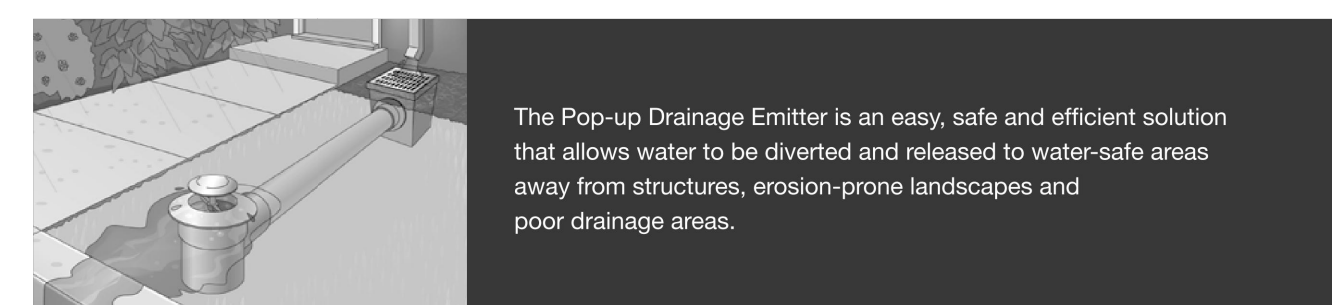 The Pop-up Drainage Emitter is an easy, safe and efficient solution
that allows water to be diverted and released to water-safe areas
away from structures, erosion-prone landscapes and
poor drainage areas.